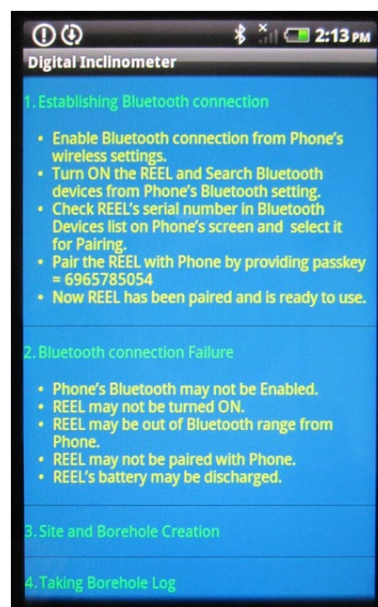 2:13 PM
Digital Inclinometer
1. Establishing Bluetooth connection
• Enable Bluetooth connection from Phone's
wireless settings.
• Turn ON the REEL and Search Bluetooth
devices from Phone's Bluetooth setting.
• Check REEL's serial number in Bluetooth
Devices list on Phone's screen and select it
for Pairing.
• Pair the REEL with Phone by providing passkey
= 6965785054
• Now REEL has been paired and is ready to use.
2. Bluetooth connection Failure
• Phone's Bluetooth may not be Enabled.
• REEL may not be turned ON.
• REEL may be out of Bluetooth range from
Phone.
• REEL may not be paired with Phone.
• REEL's battery may be discharged.
3. Site and Borehole Creation
4. Taking Borehole Log